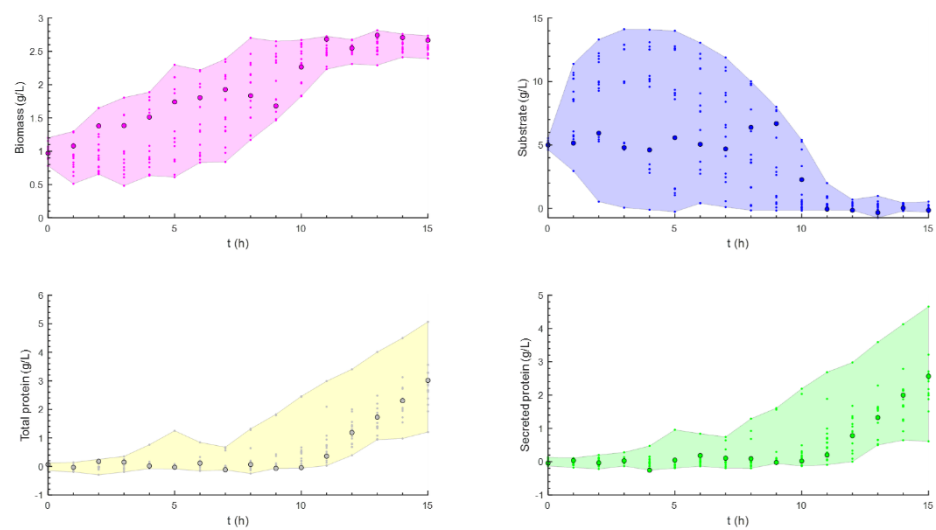 3
2.5
2
1.5
1
0.5
0
Biomass (g/L)
0 5 10 15
t (h)
15
10
5
0
Substrate (g/L)
0 5 10 15
t (h)
6
5
4
3
2
1
0
-1
Total protein (g/L)
0 5 10 15
t (h)
5
4
3
2
1
0
-1
Secreted protein (g/L)
0 5 10 15
t (h)